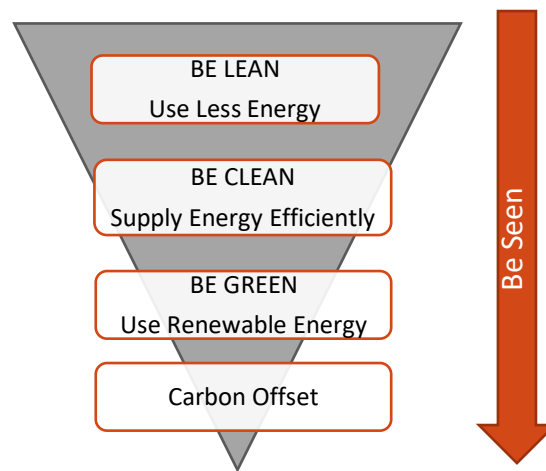 BE LEAN
Use Less Energy
BE CLEAN
Supply Energy Efficiently
BE GREEN
Use Renewable Energy
Carbon Offset
Be Seen